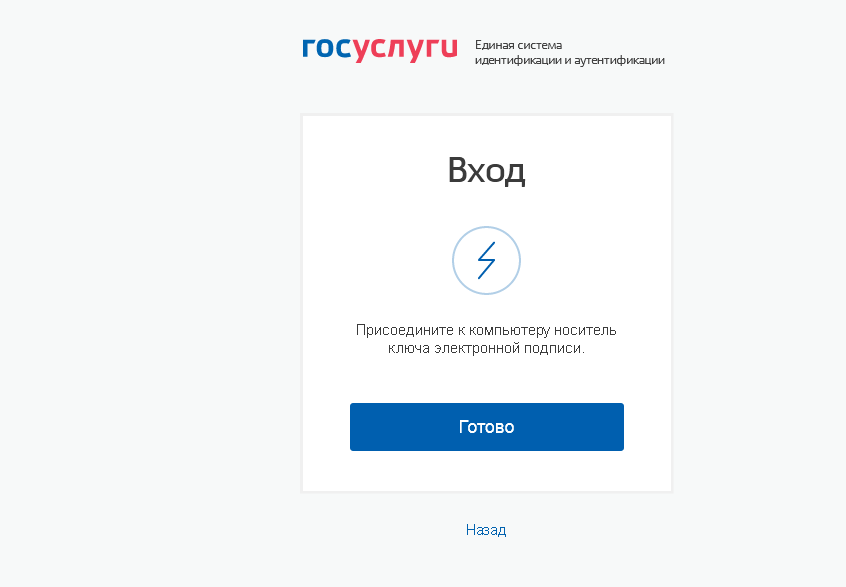 госуслуги
Единая система
идентификации и аутентификации
Вход
Присоедините к компьютеру носитель
ключа электронной подписи.
Готово
Назад